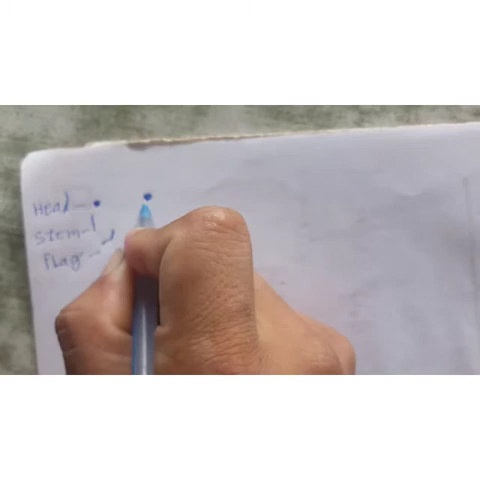 Head - •
Stem - |
Flag -